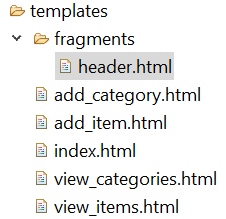 templates
fragments
header.html
add_category.html
add_item.html
index.html
view_categories.html
view_items.html